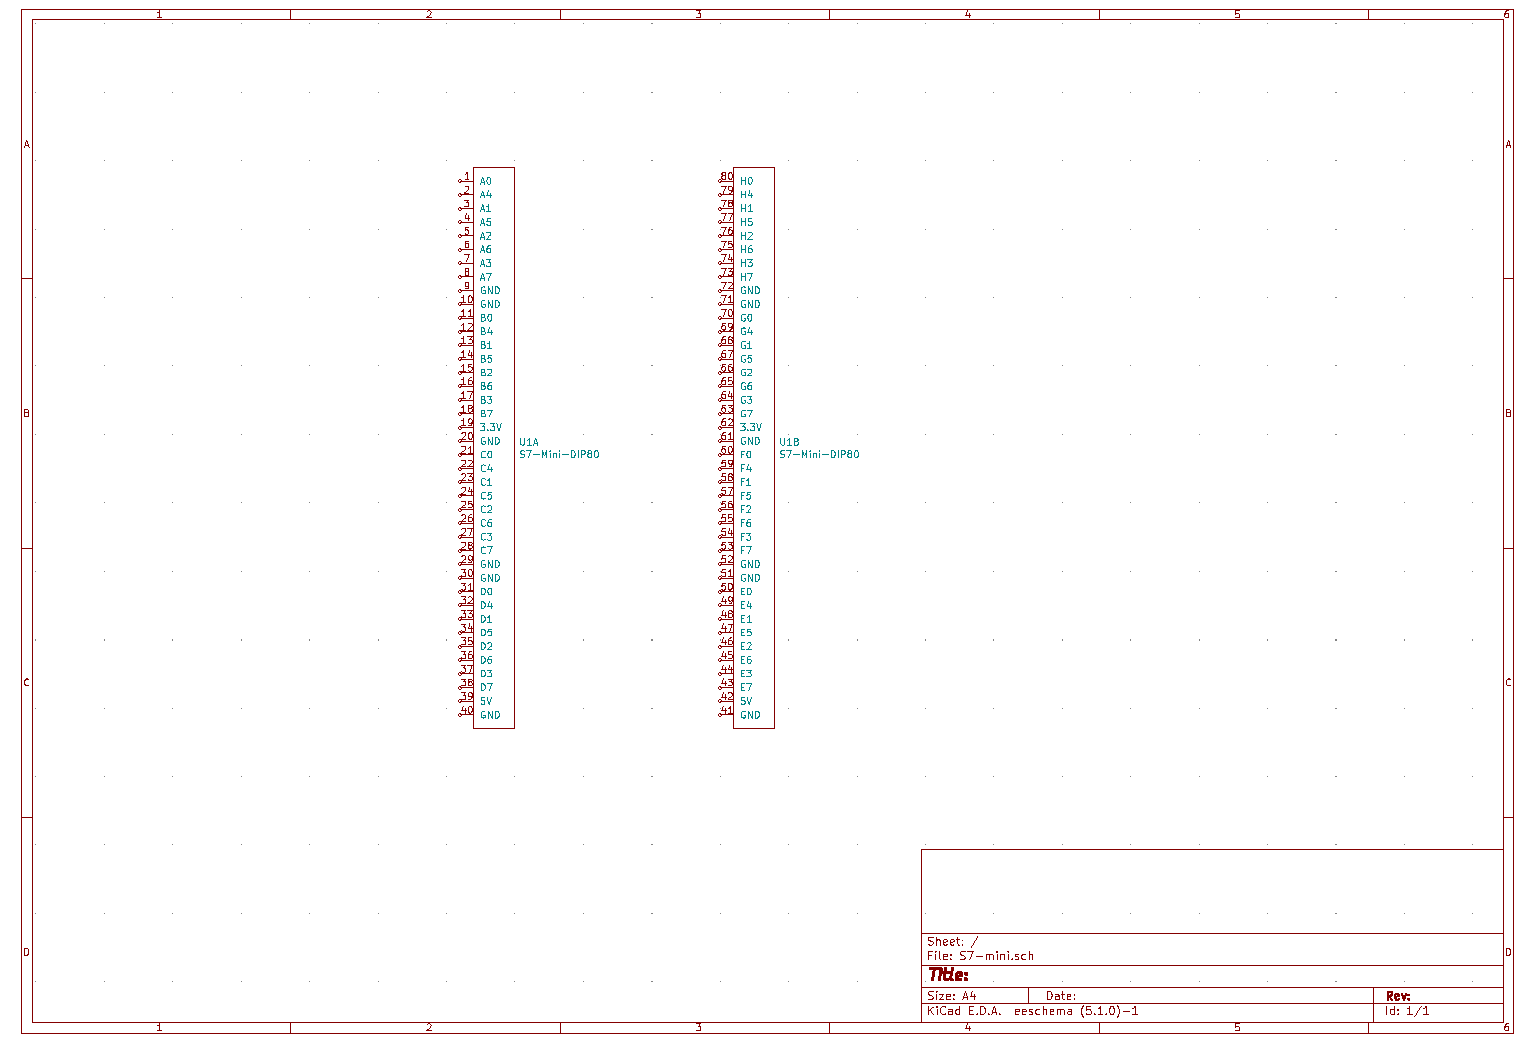 1 2 3 4 5 6
A A
1 A0
2 A4
3 A1
4 A5
5 A2
6 A6
7 A3
8 A7
9 GND
10 GND
11 B0
12 B4
13 B1
14 B5
15 B2
16 B6
17 B3
18 B7
19 3.3V
20 GND
21 C0
22 C4
23 C1
24 C5
25 C2
26 C6
27 C3
28 C7
29 GND
30 GND
31 D0
32 D4
33 D1
34 D5
35 D2
36 D6
37 D3
38 D7
39 5V
40 GND
U1A
S7-Mini-DIP80
80 H0
79 H4
78 H1
77 H5
76 H2
75 H6
74 H3
73 H7
72 GND
71 GND
70 G0
69 G4
68 G1
67 G5
66 G2
65 G6
64 G3
63 G7
62 3.3V
61 GND
60 F0
59 F4
58 F1
57 F5
56 F2
55 F6
54 F3
53 F7
52 GND
51 GND
50 E0
49 E4
48 E1
47 E5
46 E2
45 E6
44 E3
43 E7
42 5V
41 GND
U1B
S7-Mini-DIP80
B B
C C
D D
Sheet: /
File: S7-mini.sch
Title:
Size: A4 Date: Rev:
KiCad E.D.A. eeschema (5.1.0)-1 Id: 1/1
1 2 3 4 5 6